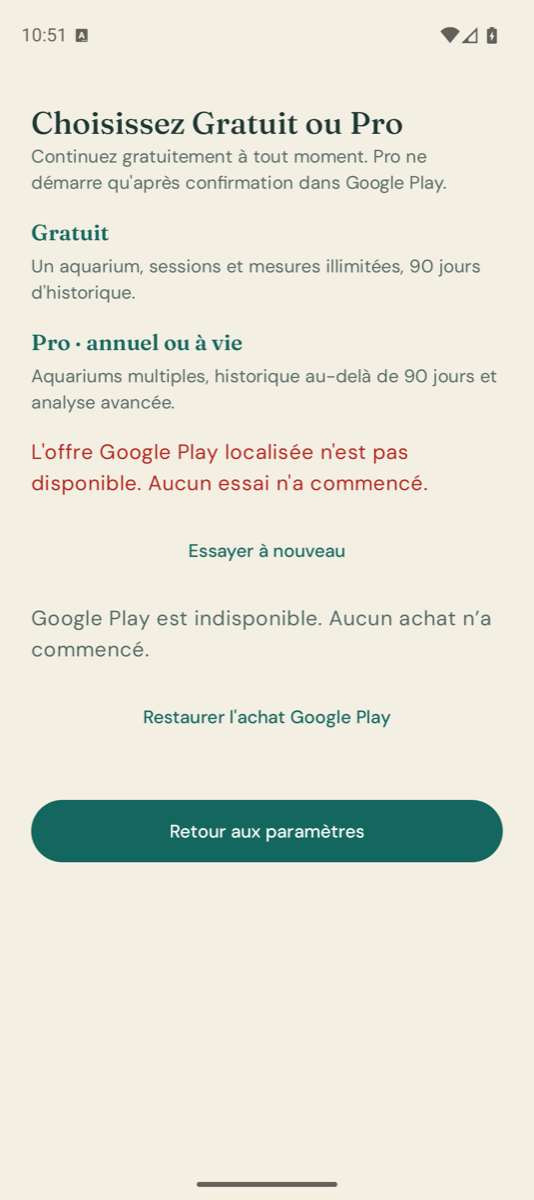 10:51
Choisissez Gratuit ou Pro
Continuez gratuitement à tout moment. Pro ne
démarre qu'après confirmation dans Google Play.
Gratuit
Un aquarium, sessions et mesures illimitées, 90 jours
d'historique.
Pro · annuel ou à vie
Aquariums multiples, historique au-delà de 90 jours et
analyse avancée.
L'offre Google Play localisée n'est pas
disponible. Aucun essai n'a commencé.
Essayer à nouveau
Google Play est indisponible. Aucun achat n’a
commencé.
Restaurer l'achat Google Play
Retour aux paramètres